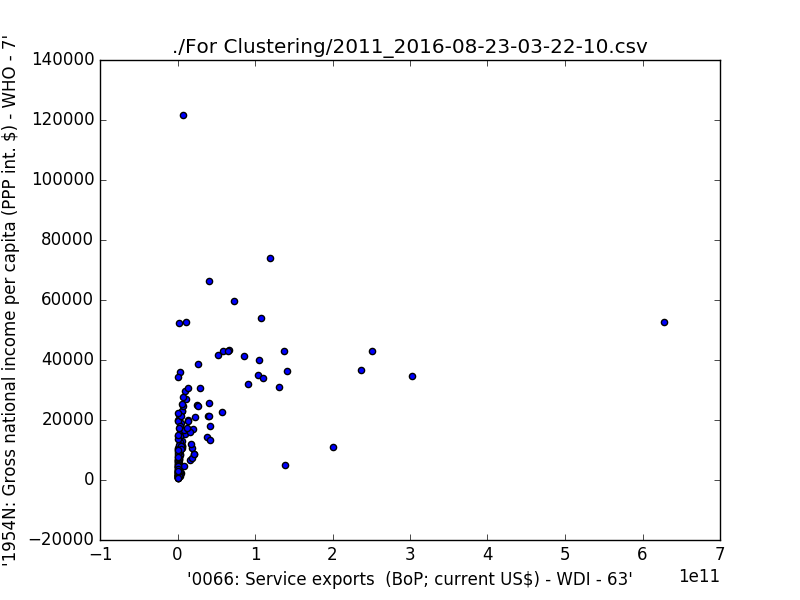 ./For Clustering/2011_2016-08-23-03-22-10.csv
'1954N: Gross national income per capita (PPP int. $) - WHO - 7'
140000
120000
100000
80000
60000
40000
20000
0
−20000
−1 0 1 2 3 4 5 6 7
1e11
'0066: Service exports  (BoP; current US$) - WDI - 63'